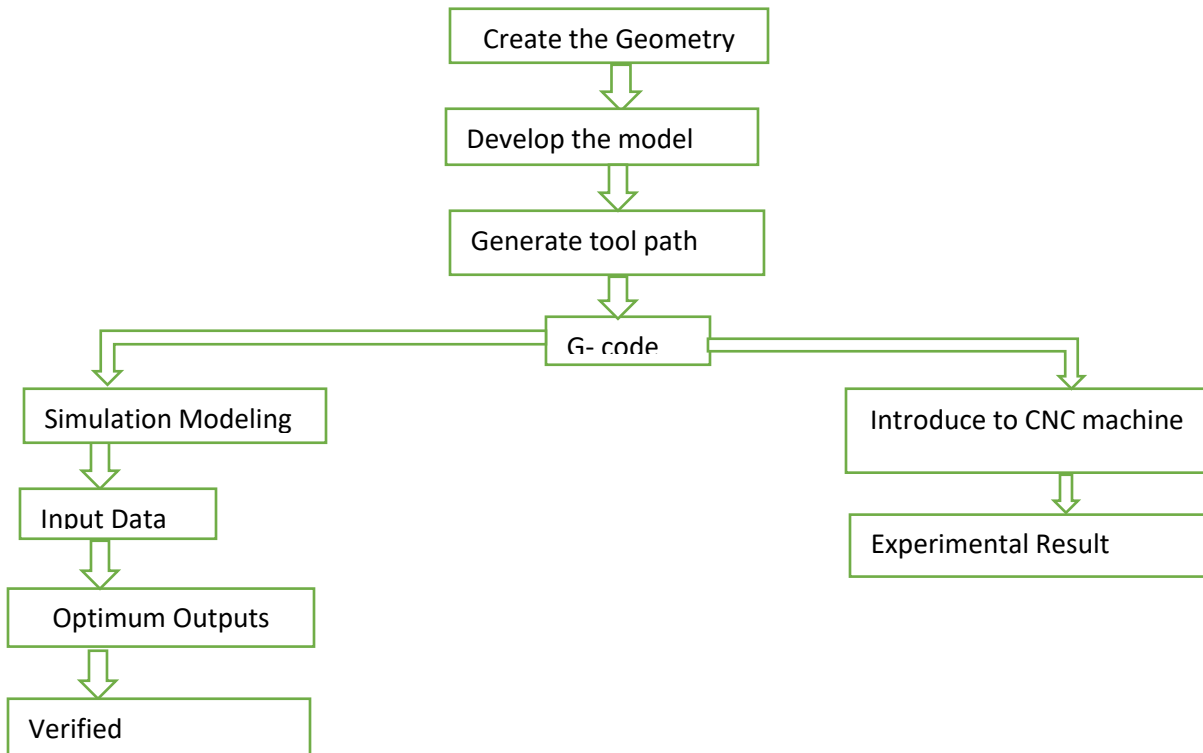 Create the Geometry
Develop the model
Generate tool path
G- code
Simulation Modeling
Introduce to CNC machine
Input Data
Experimental Result
Optimum Outputs
Verified